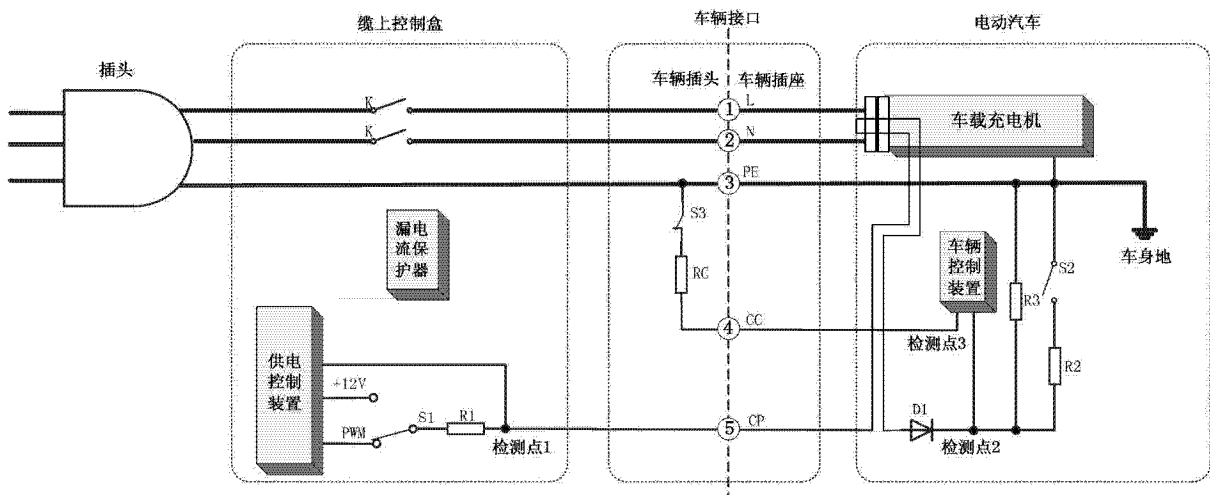 缆上控制盒
车辆接口
电动汽车
插头
车辆插头
车辆插座
K
① L
车载充电机
K
② N
③ PE
S3
漏电
流保
护器
RC
车辆
控制
装置
S2
车身地
R3
④ CC
检测点3
供电
控制
装置
+12V
R2
S1
R1
D1
PWM
⑤ CP
检测点1
检测点2